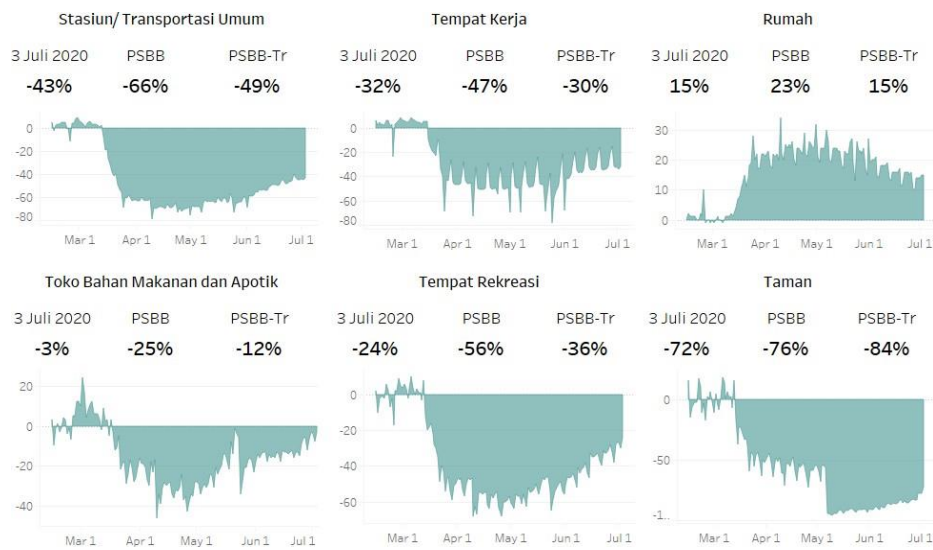 Stasiun/ Transportasi Umum
3 Juli 2020 PSBB PSBB-Tr
-43% -66% -49%
0
-20
-40
-60
-80
Mar 1 Apr 1 May 1 Jun 1 Jul 1
Tempat Kerja
3 Juli 2020 PSBB PSBB-Tr
-32% -47% -30%
0
-20
-40
-60
-80
Mar 1 Apr 1 May 1 Jun 1 Jul 1
Rumah
3 Juli 2020 PSBB PSBB-Tr
15% 23% 15%
30
20
10
0
Mar 1 Apr 1 May 1 Jun 1 Jul 1
Toko Bahan Makanan dan Apotik
3 Juli 2020 PSBB PSBB-Tr
-3% -25% -12%
20
0
-20
-40
Mar 1 Apr 1 May 1 Jun 1 Jul 1
Tempat Rekreasi
3 Juli 2020 PSBB PSBB-Tr
-24% -56% -36%
0
-20
-40
-60
Mar 1 Apr 1 May 1 Jun 1 Jul 1
Taman
3 Juli 2020 PSBB PSBB-Tr
-72% -76% -84%
0
-50
-1..
Mar 1 Apr 1 May 1 Jun 1 Jul 1